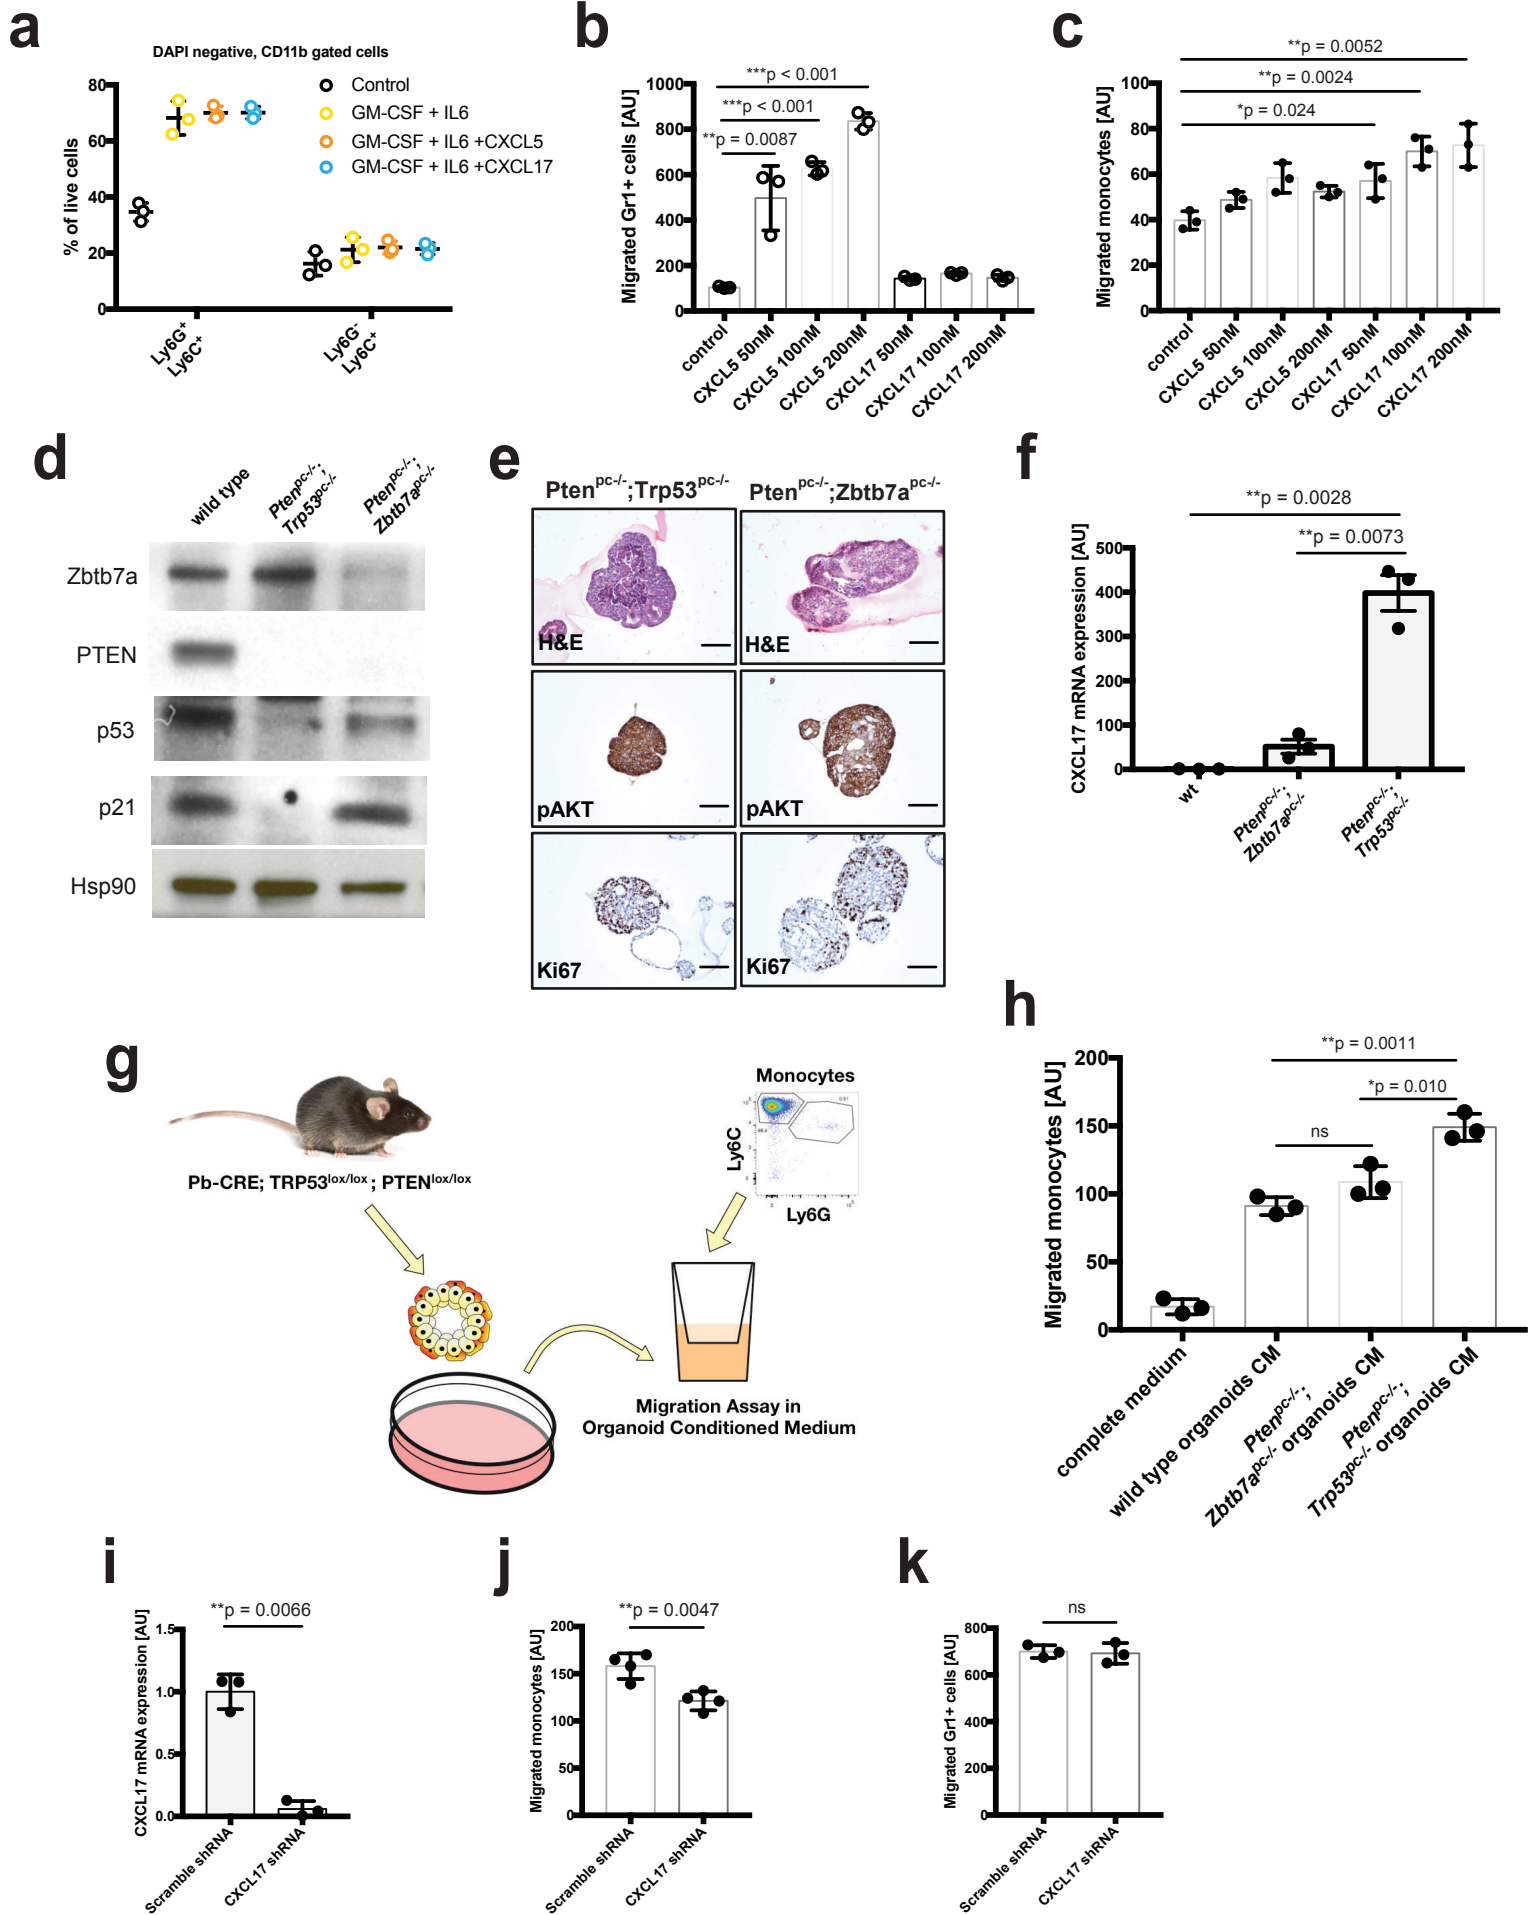 a
DAPI negative, CD11b gated cells
% of live cells
80
60
40
20
0
Control
GM-CSF + IL6
GM-CSF + IL6 +CXCL5
GM-CSF + IL6 +CXCL17
Ly6G+
Ly6C+
Ly6G-
Ly6C+
b
***p < 0.001
***p < 0.001
**p = 0.0087
Migrated Gr1+ cells [AU]
1000
800
600
400
200
0
control
CXCL5 50nM
CXCL5 100nM
CXCL5 200nM
CXCL17 50nM
CXCL17 100nM
CXCL17 200nM
c
**p = 0.0052
**p = 0.0024
*p = 0.024
Migrated monocytes [AU]
100
80
60
40
20
0
control
CXCL5 50nM
CXCL5 100nM
CXCL5 200nM
CXCL17 50nM
CXCL17 100nM
CXCL17 200nM
d
wild type
Ptenpc-/-;
Trp53pc-/-
Ptenpc-/-;
Zbtb7apc-/-
Zbtb7a
PTEN
p53
p21
Hsp90
e
Ptenpc-/-;Trp53pc-/-
Ptenpc-/-;Zbtb7apc-/-
H&E
H&E
pAKT
pAKT
Ki67
Ki67
f
**p = 0.0028
**p = 0.0073
CXCL17 mRNA expression [AU]
500
400
300
200
100
0
wt
Ptenpc-/-;
Zbtb7apc-/-
Ptenpc-/-;
Trp53pc-/-
g
Pb-CRE; TRP53lox/lox ; PTENlox/lox
Monocytes
Ly6C
Ly6G
Migration Assay in
Organoid Conditioned Medium
h
**p = 0.0011
*p = 0.010
ns
Migrated monocytes [AU]
200
150
100
50
0
complete medium
wild type organoids CM
Ptenpc-/-;
Zbtb7apc-/- organoids CM
Ptenpc-/-;
Trp53pc-/- organoids CM
i
**p = 0.0066
CXCL17 mRNA expression [AU]
1.5
1.0
0.5
0.0
Scramble shRNA
CXCL17 shRNA
j
**p = 0.0047
Migrated monocytes [AU]
200
150
100
50
0
Scramble shRNA
CXCL17 shRNA
k
ns
Migrated Gr1+ cells [AU]
800
600
400
200
0
Scramble shRNA
CXCL17 shRNA